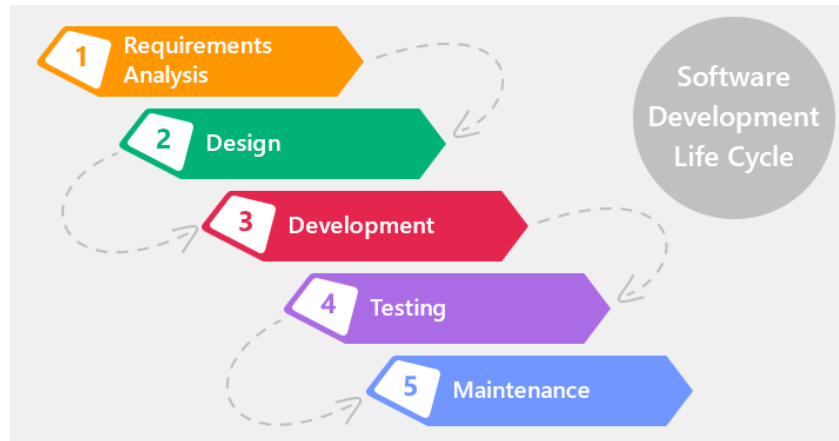 1
Requirements
Analysis
2
Design
3
Development
4
Testing
5
Maintenance
Software
Development
Life Cycle